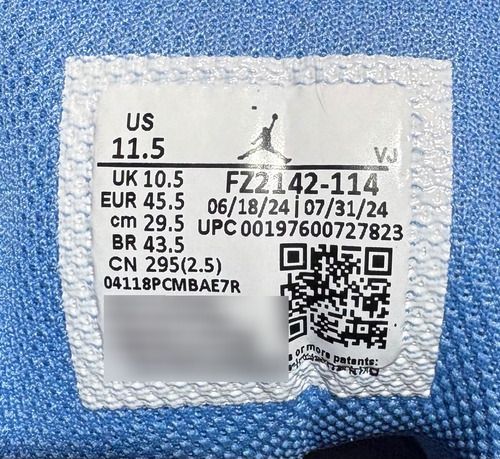 US
11.5
VJ
UK 10.5
FZ2142-114
EUR 45.5
06/18/24 | 07/31/24
cm 29.5
UPC 00197600727823
BR 43.5
CN 295(2.5)
04118PCMBAE7R
or more patents: